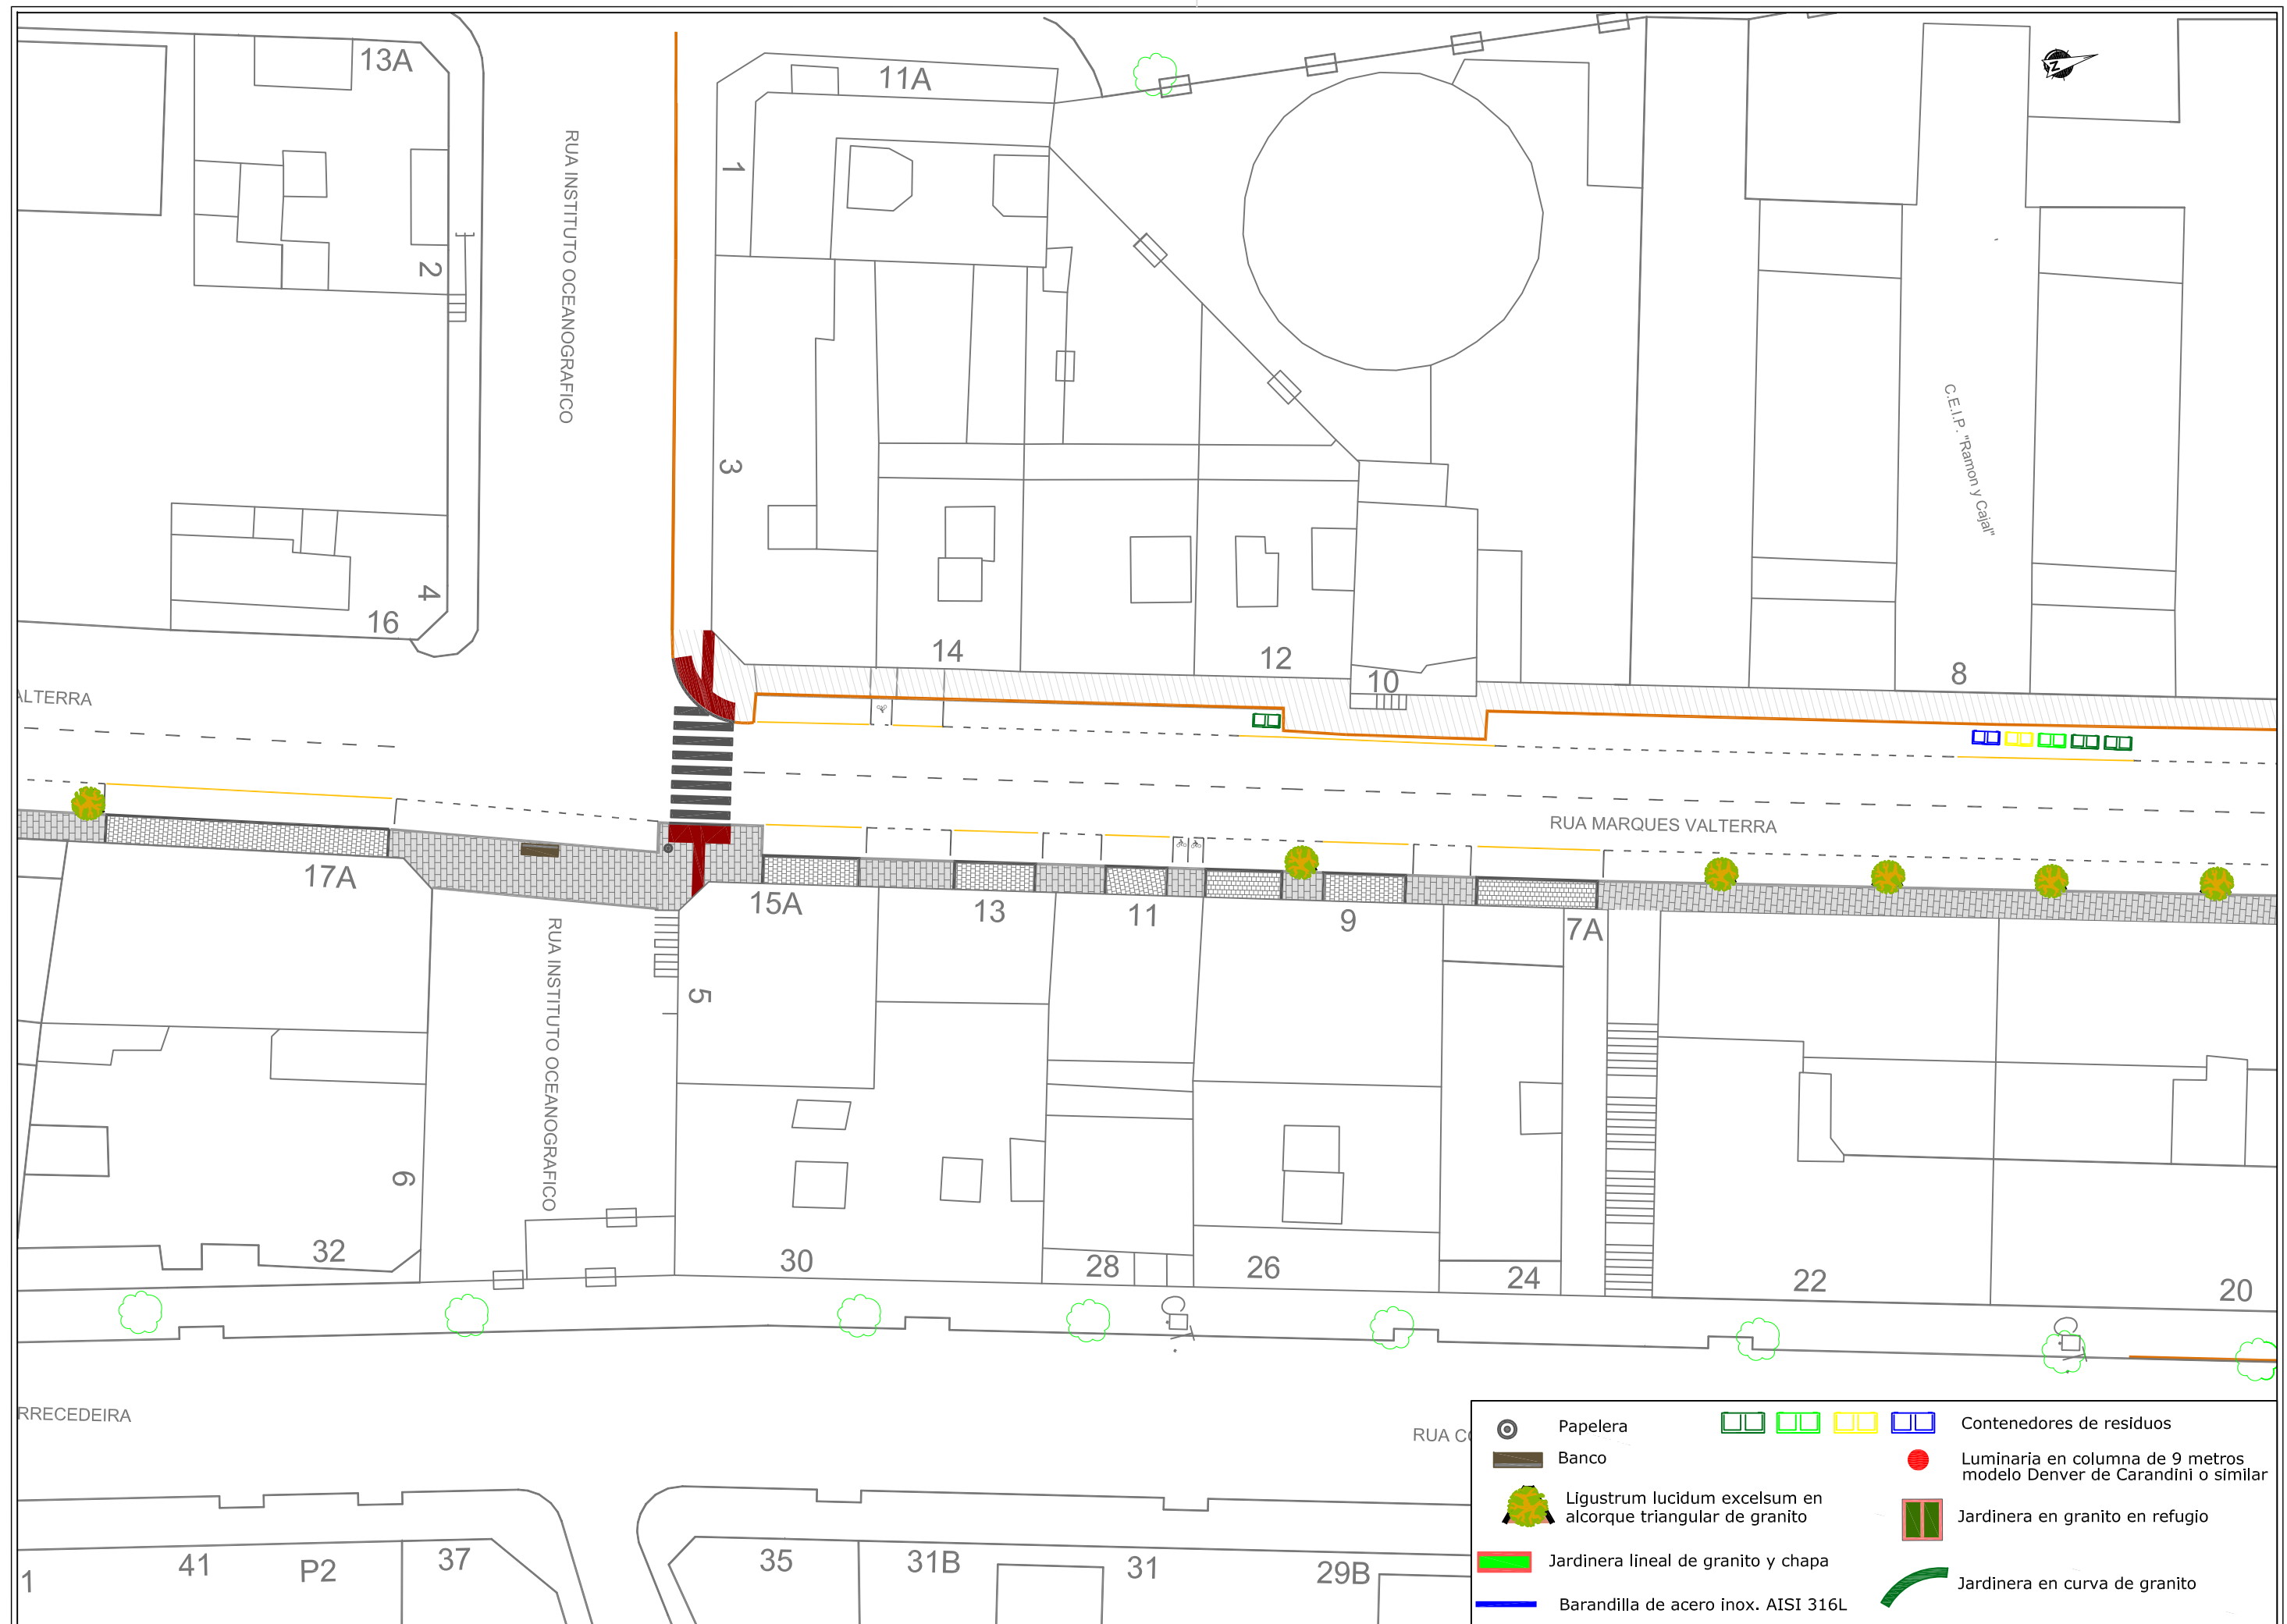 13A
11A
N
RUA INSTITUTO OCEANOGRAFICO
1
2
3
C.E.I.P. "Ramon y Cajal"
4
16
14
12
10
8
ALTERRA
RUA MARQUES VALTERRA
17A
15A
13
11
9
7A
RUA INSTITUTO OCEANOGRAFICO
5
6
32
30
28
26
24
22
20
RRECEDEIRA
RUA CO
41
P2
37
35
31B
31
29B
1
Papelera
Contenedores de residuos
Banco
Luminaria en columna de 9 metros
modelo Denver de Carandini o similar
Ligustrum lucidum excelsum en
alcorque triangular de granito
Jardinera en granito en refugio
Jardinera lineal de granito y chapa
Jardinera en curva de granito
Barandilla de acero inox. AISI 316L